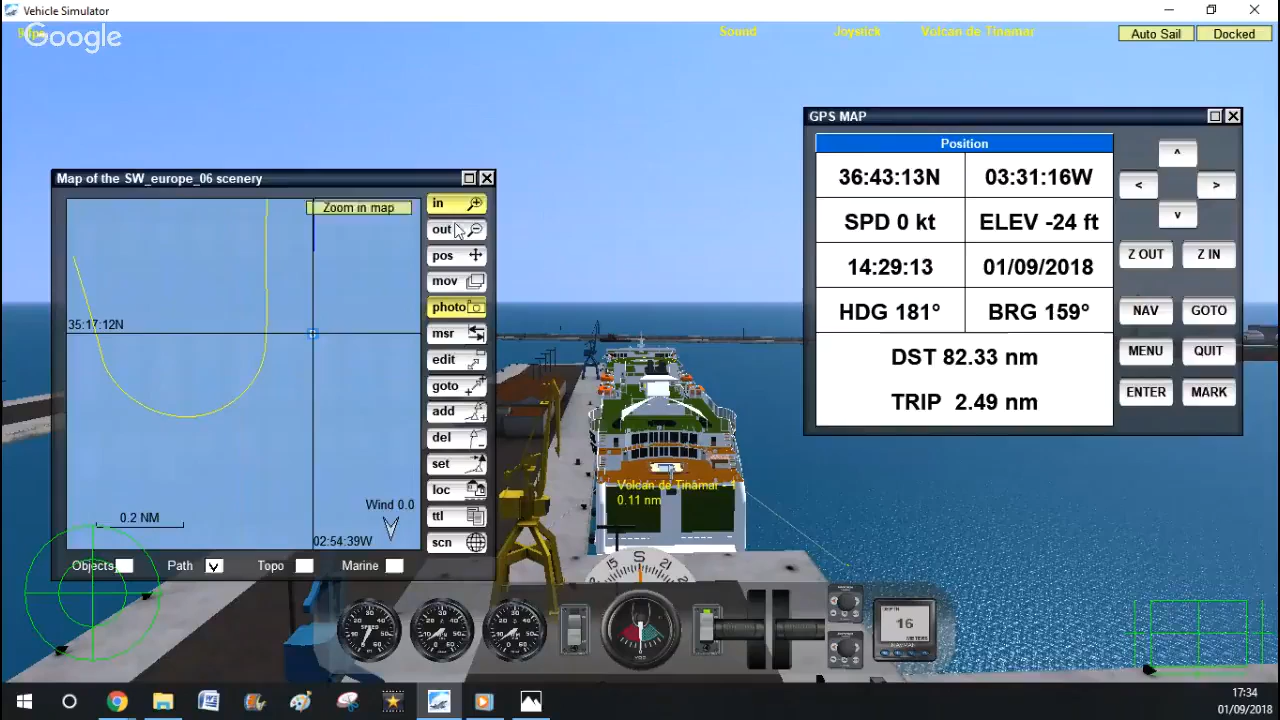 Vehicle Simulator
Google
Sound
Joystick
Volcan de Tinamar
Auto Sail
Docked
GPS MAP
Position
36:43:13N
03:31:16W
SPD 0 kt
ELEV -24 ft
14:29:13
01/09/2018
HDG 181°
BRG 159°
DST 82.33 nm
TRIP 2.49 nm
^
<
>
v
Z OUT
Z IN
NAV
GOTO
MENU
QUIT
ENTER
MARK
Map of the SW_europe_06 scenery
Zoom in map
35:17:12N
0.2 NM
Wind 0.0
02:54:39W
in
out
pos
mov
photo
msr
edit
goto
add
del
set
loc
ttl
scn
Objects
Path
Topo
Marine
Volcan de Tinamar
0.11 nm
15 S 21
SPEED
DEPTH
16
METERS
17:34
01/09/2018